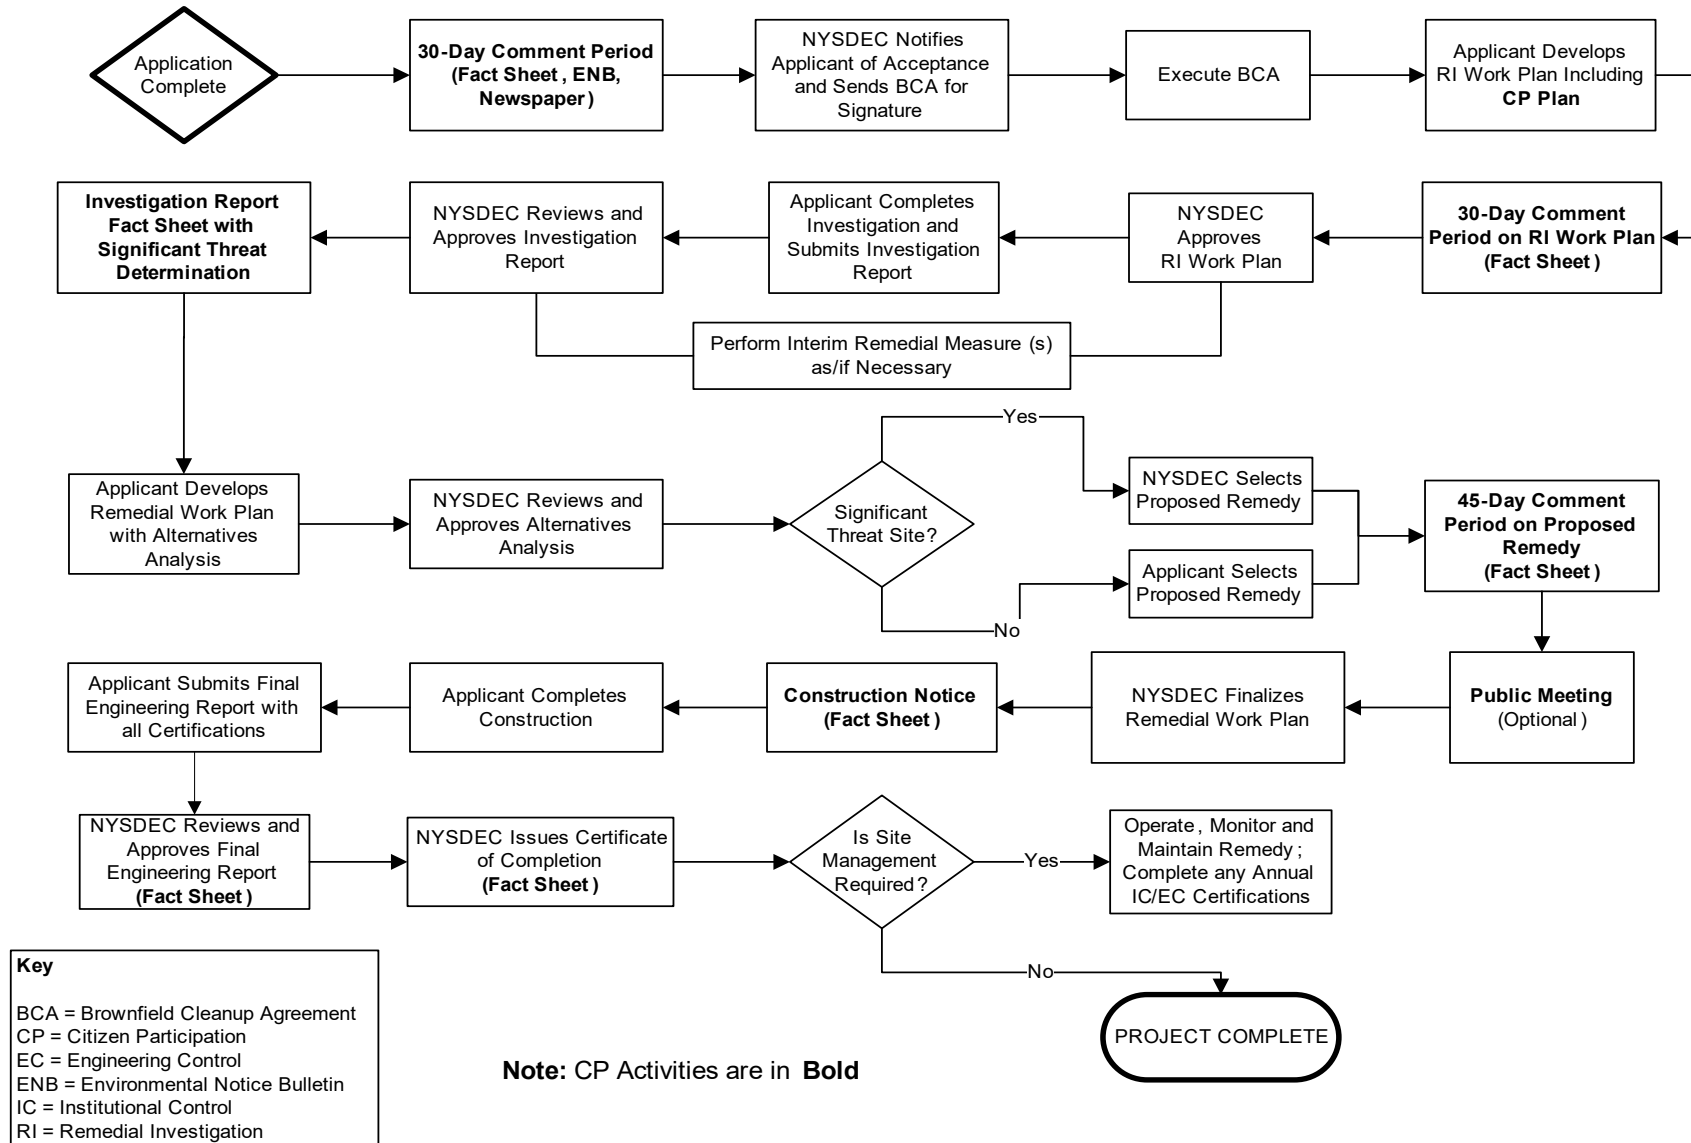 Application
Complete
30-Day Comment Period
(Fact Sheet, ENB,
Newspaper)
NYSDEC Notifies
Applicant of Acceptance
and Sends BCA for
Signature
Execute BCA
Applicant Develops
RI Work Plan Including
CP Plan
Investigation Report
Fact Sheet with
Significant Threat
Determination
NYSDEC Reviews and
Approves Investigation
Report
Applicant Completes
Investigation and
Submits Investigation
Report
NYSDEC
Approves
RI Work Plan
30-Day Comment
Period on RI Work Plan
(Fact Sheet)
Perform Interim Remedial Measure (s)
as/if Necessary
Applicant Develops
Remedial Work Plan
with Alternatives
Analysis
NYSDEC Reviews and
Approves Alternatives
Analysis
Significant
Threat Site?
Yes
No
NYSDEC Selects
Proposed Remedy
Applicant Selects
Proposed Remedy
45-Day Comment
Period on Proposed
Remedy
(Fact Sheet)
Applicant Submits Final
Engineering Report with
all Certifications
Applicant Completes
Construction
Construction Notice
(Fact Sheet)
NYSDEC Finalizes
Remedial Work Plan
Public Meeting
(Optional)
NYSDEC Reviews and
Approves Final
Engineering Report
(Fact Sheet)
NYSDEC Issues Certificate
of Completion
(Fact Sheet)
Is Site
Management
Required?
Yes
Operate, Monitor and
Maintain Remedy;
Complete any Annual
IC/EC Certifications
No
PROJECT COMPLETE
Key
BCA = Brownfield Cleanup Agreement
CP = Citizen Participation
EC = Engineering Control
ENB = Environmental Notice Bulletin
IC = Institutional Control
RI = Remedial Investigation
Note: CP Activities are in Bold